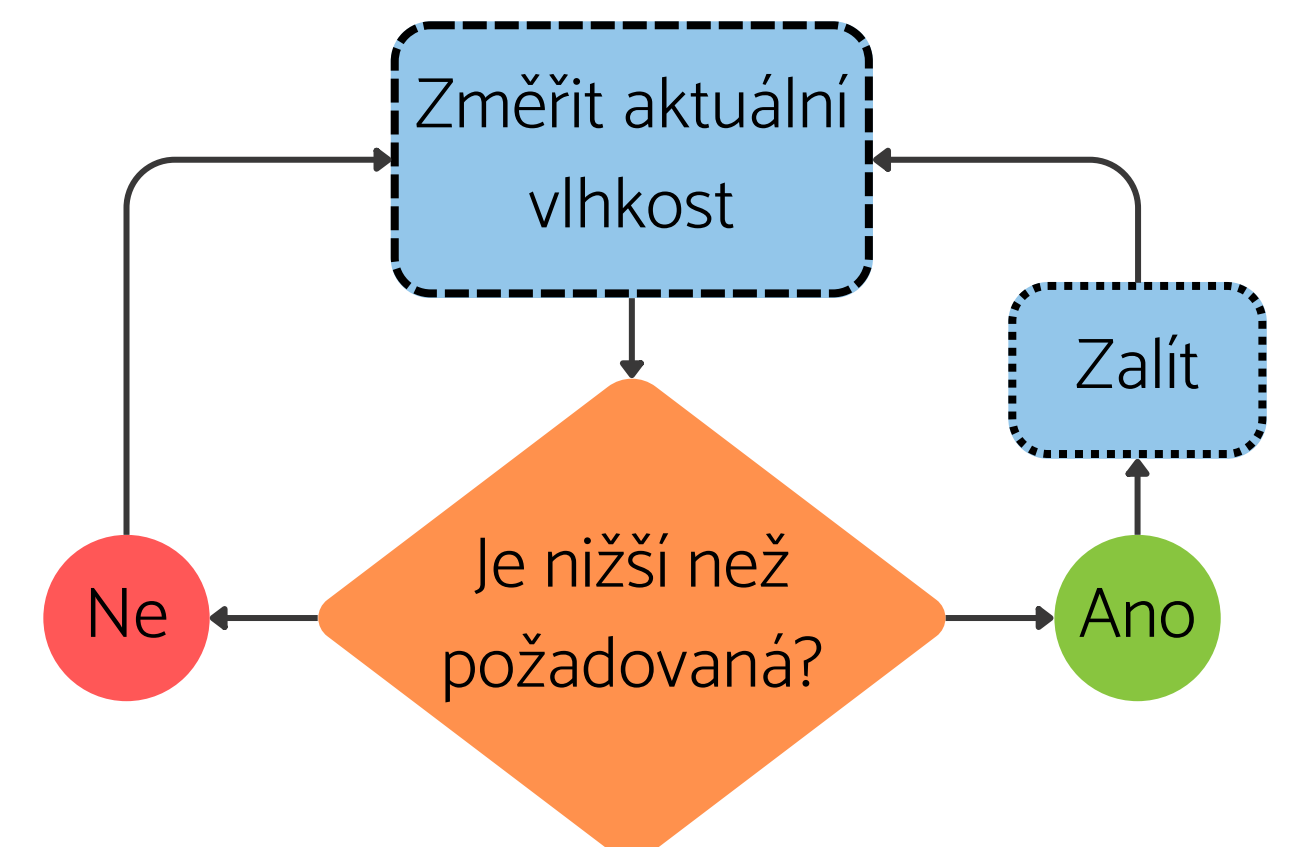 Změřit aktuální
vlhkost
Zalít
Je nižší než
požadovaná?
Ne
Ano